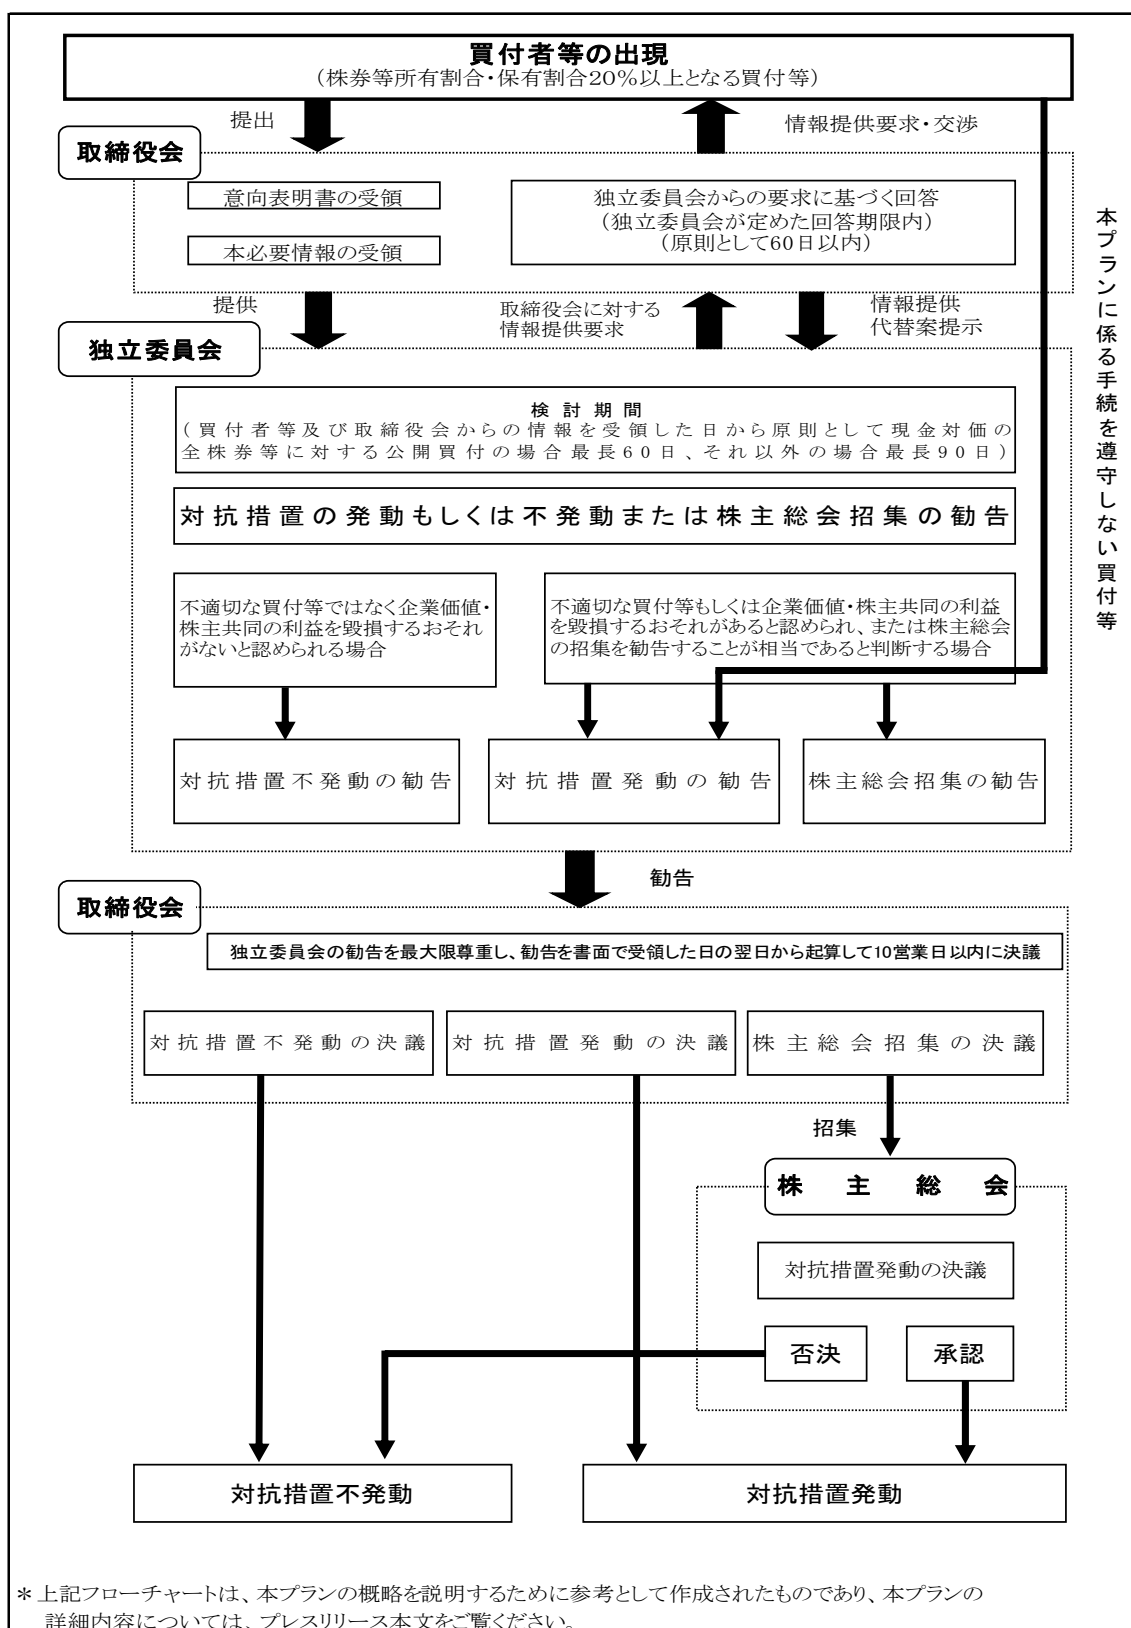 買付者等の出現
（株券等所有割合・保有割合20％以上となる買付等）
提出
情報提供要求・交渉
取締役会
意向表明書の受領
本必要情報の受領
独立委員会からの要求に基づく回答
（独立委員会が定めた回答期限内）
（原則として60日以内）
本プランに係る手続を遵守しない買付等
提供
取締役会に対する
情報提供要求
情報提供
代替案提示
独立委員会
検討期間
（買付者等及び取締役会からの情報を受領した日から原則として現金対価の
全株券等に対する公開買付の場合最長60日、それ以外の場合最長90日）
対抗措置の発動もしくは不発動または株主総会招集の勧告
不適切な買付等ではなく企業価値・
株主共同の利益を毀損するおそれ
がないと認められる場合
不適切な買付等もしくは企業価値・株主共同の利益
を毀損するおそれがあると認められ、または株主総会
の招集を勧告することが相当であると判断する場合
対抗措置不発動の勧告
対抗措置発動の勧告
株主総会招集の勧告
勧告
取締役会
独立委員会の勧告を最大限尊重し、勧告を書面で受領した日の翌日から起算して10営業日以内に決議
対抗措置不発動の決議
対抗措置発動の決議
株主総会招集の決議
招集
株主総会
対抗措置発動の決議
否決
承認
対抗措置不発動
対抗措置発動
＊上記フローチャートは、本プランの概略を説明するために参考として作成されたものであり、本プランの
詳細内容については、プレスリリース本文をご覧ください。